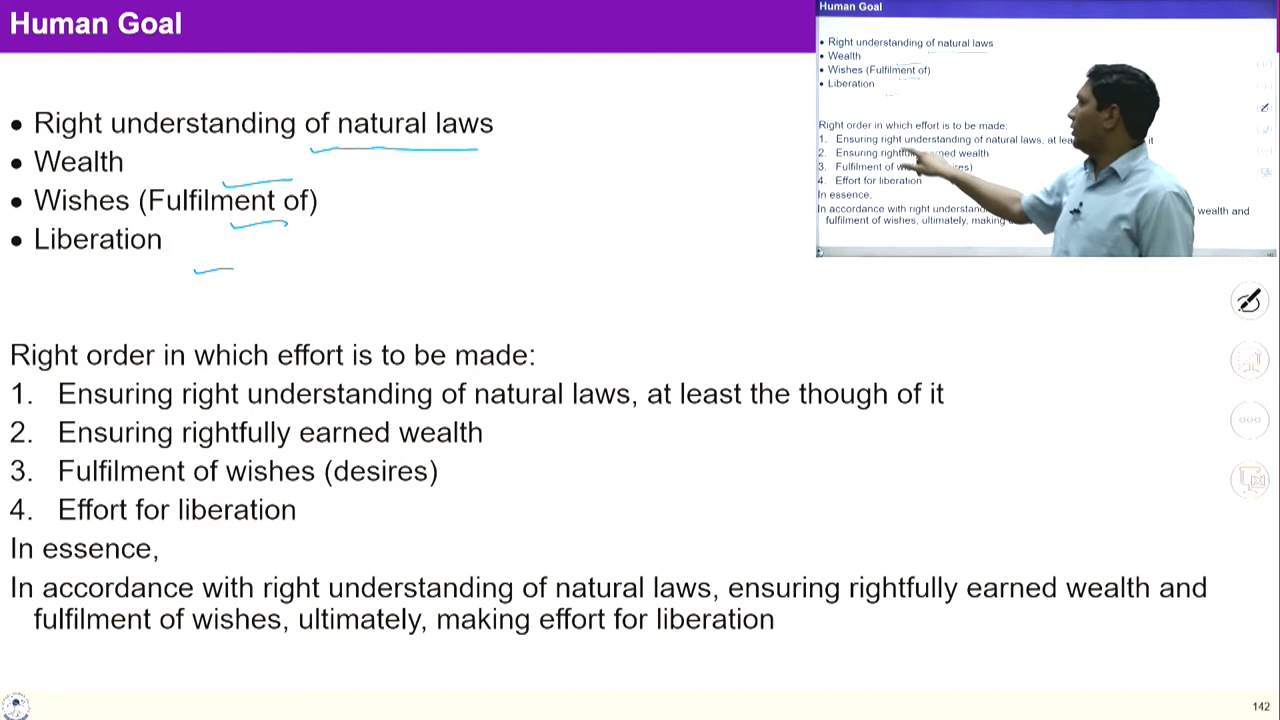 Human Goal
• Right understanding of natural laws
• Wealth
• Wishes (Fulfilment of)
• Liberation
Right order in which effort is to be made:
1. Ensuring right understanding of natural laws, at least the though of it
2. Ensuring rightfully earned wealth
3. Fulfilment of wishes (desires)
4. Effort for liberation
In essence,
In accordance with right understanding of natural laws, ensuring rightfully earned wealth and
fulfilment of wishes, ultimately, making effort for liberation
142
Human Goal
• Right understanding of natural laws
• Wealth
• Wishes (Fulfilment of)
• Liberation
Right order in which effort is to be made:
1. Ensuring right understanding of natural laws, at it
2. Ensuring wealth
3. Fulfilment of
4. Effort for liberation
In essence,
In accordance with right wealth and
fulfilment of wishes, ultimately, making